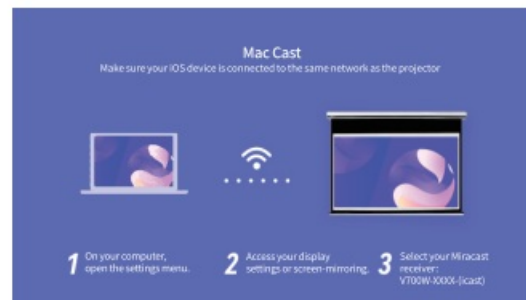 Mac Cast
Make sure your iOS device is connected to the same network as the projector
1 On your computer,
open the settings menu.
2 Access your display
settings or screen-mirroring.
3 Select your Miracast
receiver:
V700W-XXXX-(icast)